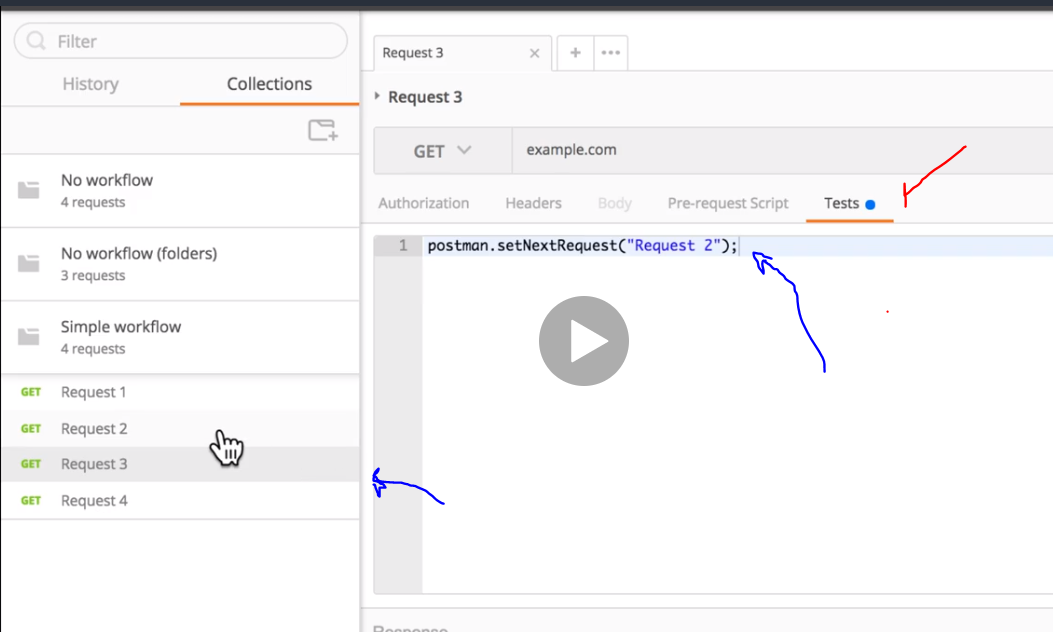 Filter
History
Collections
No workflow
4 requests
No workflow (folders)
3 requests
Simple workflow
4 requests
GET Request 1
GET Request 2
GET Request 3
GET Request 4
Request 3
Request 3
GET example.com
Authorization Headers Body Pre-request Script Tests
1 postman.setNextRequest("Request 2");
Response